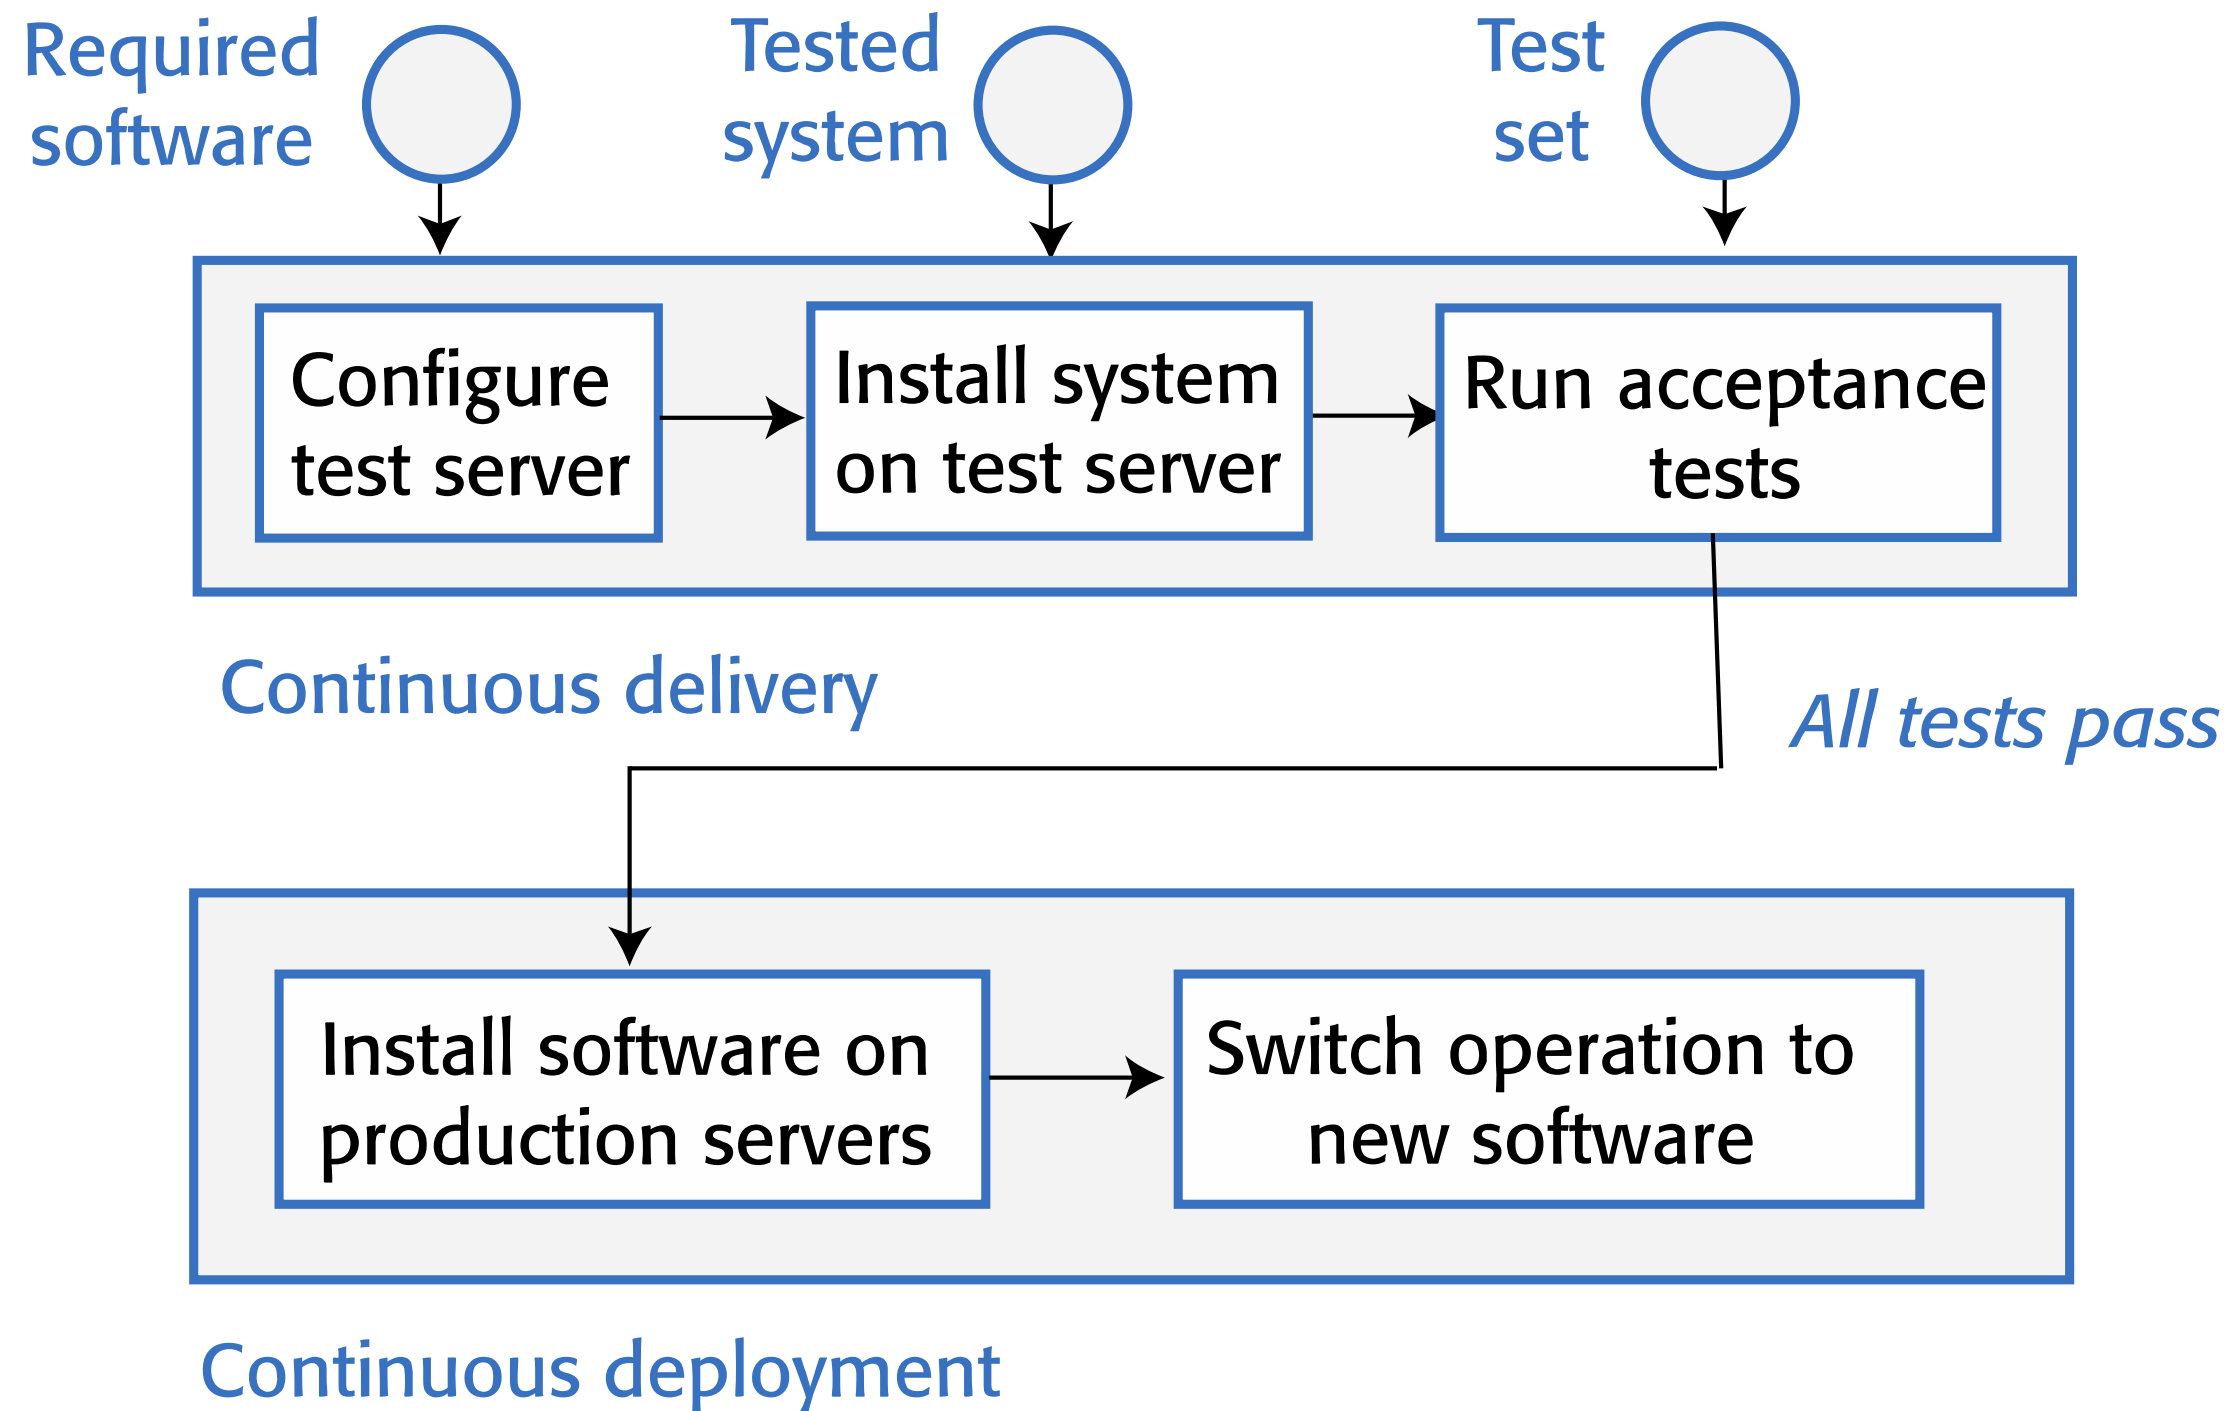 Required
software
Tested
system
Test
set
Configure
test server
Install system
on test server
Run acceptance
tests
Continuous delivery
All tests pass
Install software on
production servers
Switch operation to
new software
Continuous deployment